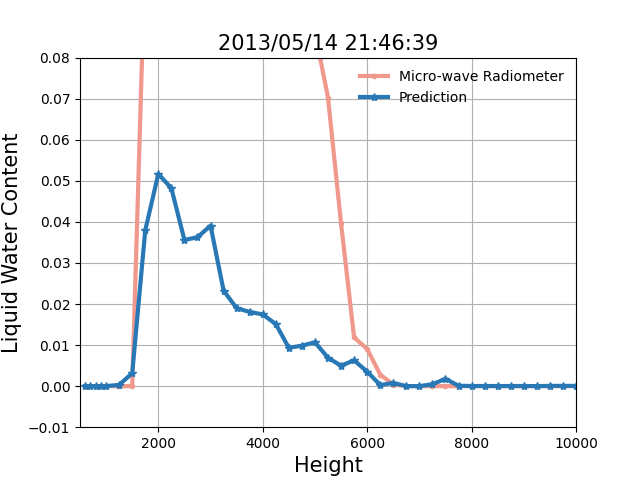 2013/05/14 21:46:39
Micro-wave Radiometer
Prediction
Liquid Water Content
0.08
0.07
0.06
0.05
0.04
0.03
0.02
0.01
0.00
−0.01
2000 4000 6000 8000 10000
Height